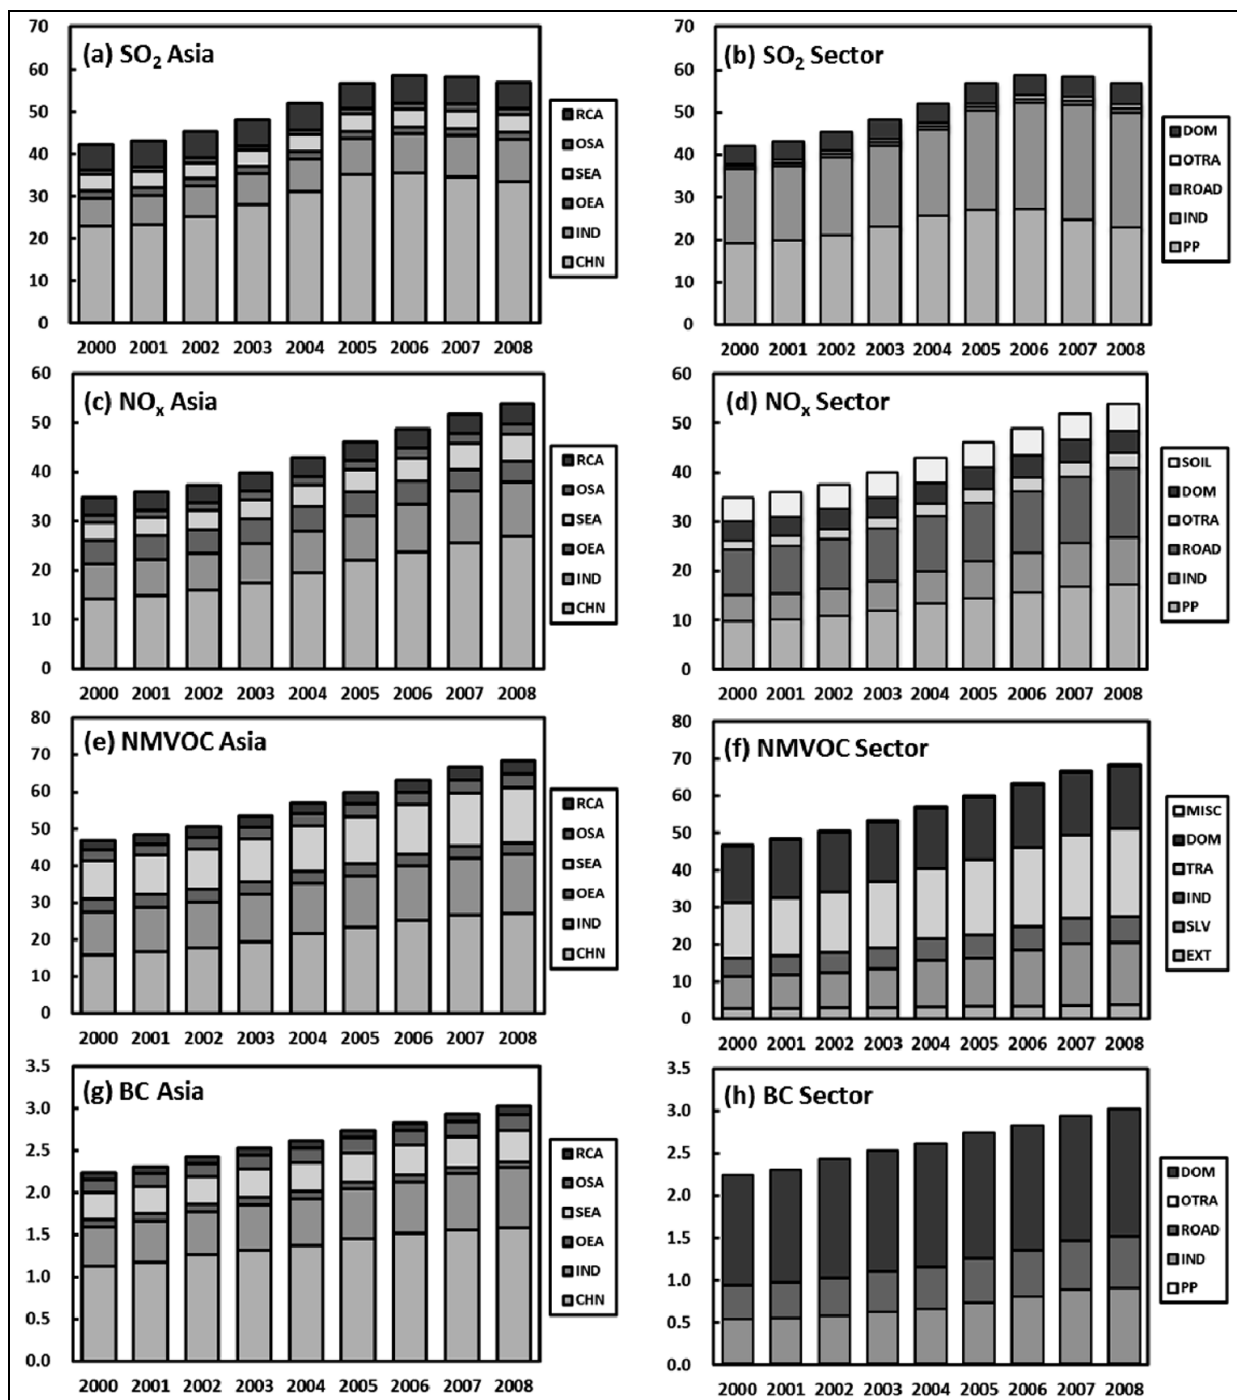 (a) SO2 Asia
70
60
50
40
30
20
10
0
2000 2001 2002 2003 2004 2005 2006 2007 2008
RCA
OSA
SEA
OEA
IND
CHN
(b) SO2 Sector
70
60
50
40
30
20
10
0
2000 2001 2002 2003 2004 2005 2006 2007 2008
DOM
OTRA
ROAD
IND
PP
(c) NOx Asia
60
50
40
30
20
10
0
2000 2001 2002 2003 2004 2005 2006 2007 2008
RCA
OSA
SEA
OEA
IND
CHN
(d) NOx Sector
60
50
40
30
20
10
0
2000 2001 2002 2003 2004 2005 2006 2007 2008
SOIL
DOM
OTRA
ROAD
IND
PP
(e) NMVOC Asia
80
70
60
50
40
30
20
10
0
2000 2001 2002 2003 2004 2005 2006 2007 2008
RCA
OSA
SEA
OEA
IND
CHN
(f) NMVOC Sector
80
70
60
50
40
30
20
10
0
2000 2001 2002 2003 2004 2005 2006 2007 2008
MISC
DOM
TRA
IND
SLV
EXT
(g) BC Asia
3.5
3.0
2.5
2.0
1.5
1.0
0.5
0.0
2000 2001 2002 2003 2004 2005 2006 2007 2008
RCA
OSA
SEA
OEA
IND
CHN
(h) BC Sector
3.5
3.0
2.5
2.0
1.5
1.0
0.5
0.0
2000 2001 2002 2003 2004 2005 2006 2007 2008
DOM
OTRA
ROAD
IND
PP